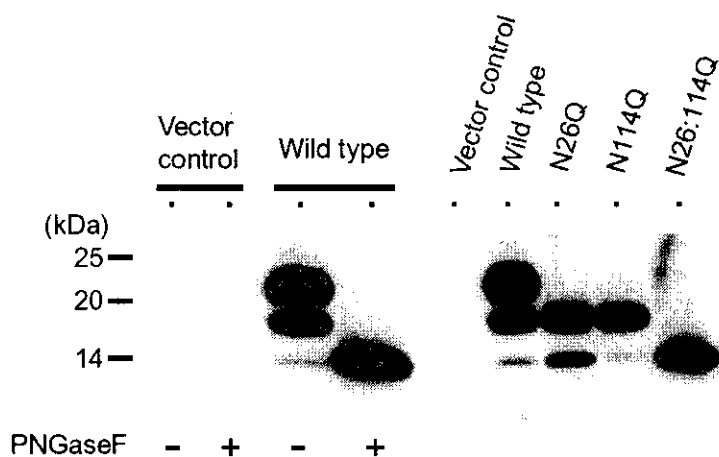 Vector control
Wild type
Vector control
Wild type
N26Q
N114Q
N26:114Q
(kDa)
25
20
14
PNGaseF - + - +